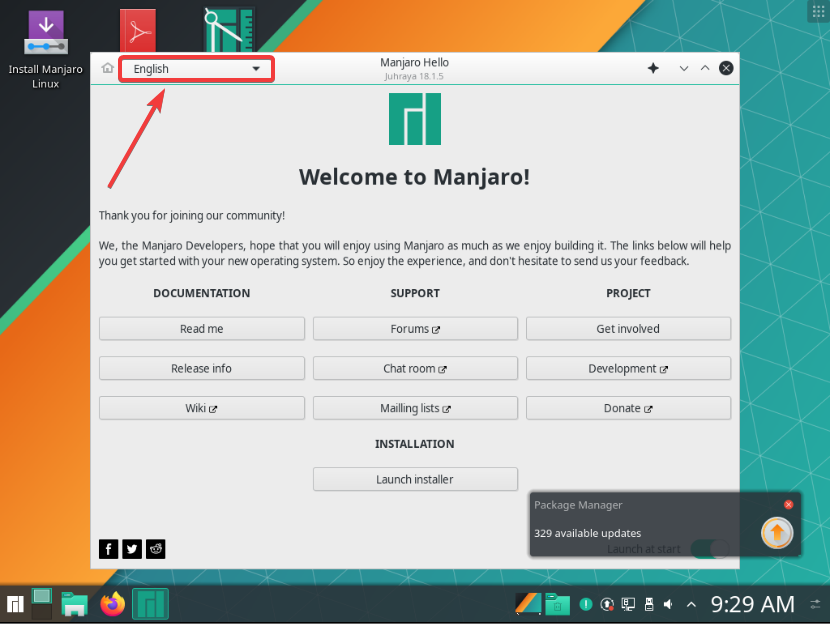 Install Manjaro
Linux
English
Manjaro Hello
Juhraya 18.1.5
Welcome to Manjaro!
Thank you for joining our community!
We, the Manjaro Developers, hope that you will enjoy using Manjaro as much as we enjoy building it. The links below will help
you get started with your new operating system. So enjoy the experience, and don't hesitate to send us your feedback.
DOCUMENTATION
SUPPORT
PROJECT
Read me
Forums
Get involved
Release info
Chat room
Development
Wiki
Mailling lists
Donate
INSTALLATION
Launch installer
Package Manager
329 available updates
Launch at start
9:29 AM